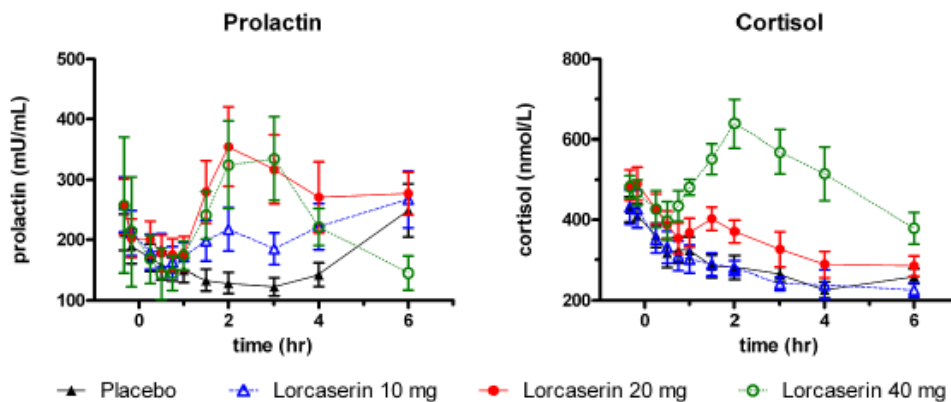 Prolactin
500
400
300
200
100
prolactin (mU/mL)
0 2 4 6
time (hr)
Cortisol
800
600
400
200
cortisol (nmol/L)
0 2 4 6
time (hr)
Placebo Lorcaserin 10 mg Lorcaserin 20 mg Lorcaserin 40 mg